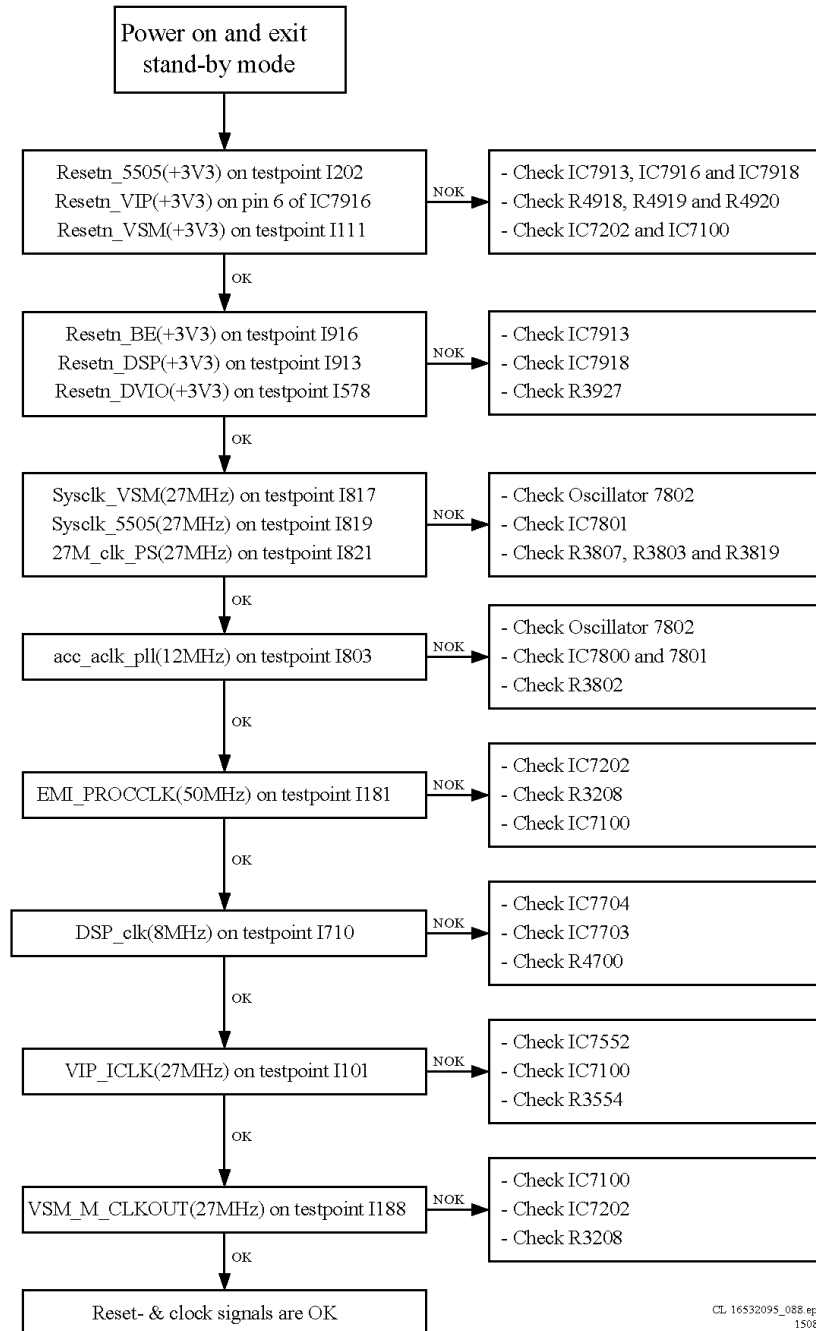 Power on and exit
stand-by mode
Resetn_5505(+3V3) on testpoint I202
Resetn_VIP(+3V3) on pin 6 of IC7916
Resetn_VSM(+3V3) on testpoint I111
NOK
- Check IC7913, IC7916 and IC7918
- Check R4918, R4919 and R4920
- Check IC7202 and IC7100
OK
Resetn_BE(+3V3) on testpoint I916
Resetn_DSP(+3V3) on testpoint I913
Resetn_DVIO(+3V3) on testpoint I578
NOK
- Check IC7913
- Check IC7918
- Check R3927
OK
Sysclk_VSM(27MHz) on testpoint I817
Sysclk_5505(27MHz) on testpoint I819
27M_clk_PS(27MHz) on testpoint I821
NOK
- Check Oscillator 7802
- Check IC7801
- Check R3807, R3803 and R3819
OK
acc_aclk_pll(12MHz) on testpoint I803
NOK
- Check Oscillator 7802
- Check IC7800 and 7801
- Check R3802
OK
EMI_PROCCLK(50MHz) on testpoint I181
NOK
- Check IC7202
- Check R3208
- Check IC7100
OK
DSP_clk(8MHz) on testpoint I710
NOK
- Check IC7704
- Check IC7703
- Check R4700
OK
VIP_ICLK(27MHz) on testpoint I101
NOK
- Check IC7552
- Check IC7100
- Check R3554
OK
VSM_M_CLKOUT(27MHz) on testpoint I188
NOK
- Check IC7100
- Check IC7202
- Check R3208
OK
Reset- & clock signals are OK
CL 16532095_088.ep
1508